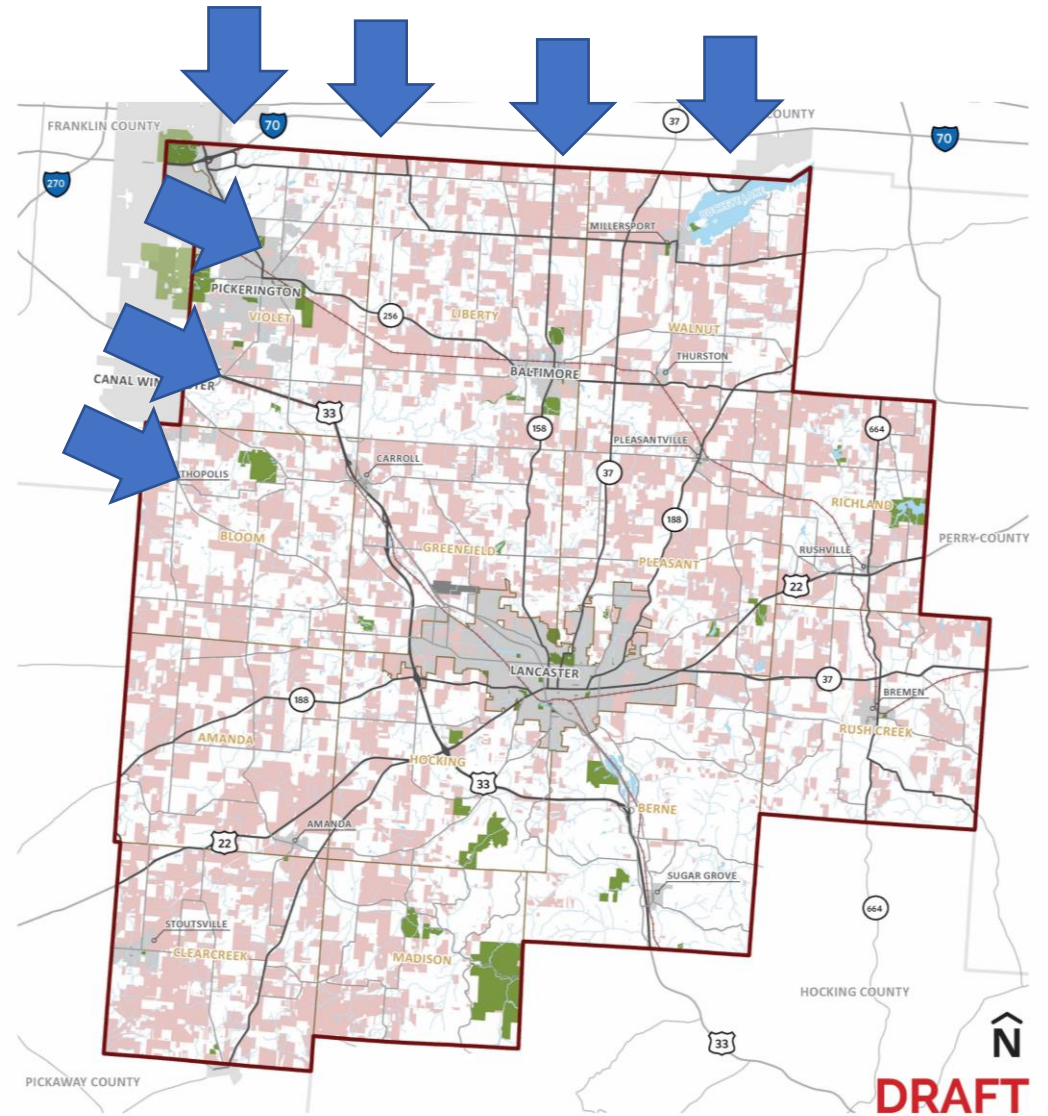 FRANKLIN COUNTY
70
37
COUNTY
70
270
MILLERSPORT
PICKERINGTON
VIOLET
256
LIBERTY
WALNUT
THURSTON
BALTIMORE
CANAL WIN
TER
33
158
664
PLEASANTVILLE
CARROLL
THOPOLIS
37
RICHLAND
188
BLOOM
GREENFIELD
PLEASANT
RUSHVILLE
PERRY COUNTY
22
LANCASTER
37
188
BREMEN
AMANDA
RUSH CREEK
HOCKING
33
BERNE
AMANDA
22
SUGAR GROVE
664
STOUTSVILLE
CLEARCREEK
MADISON
HOCKING COUNTY
N
33
PICKAWAY COUNTY
DRAFT